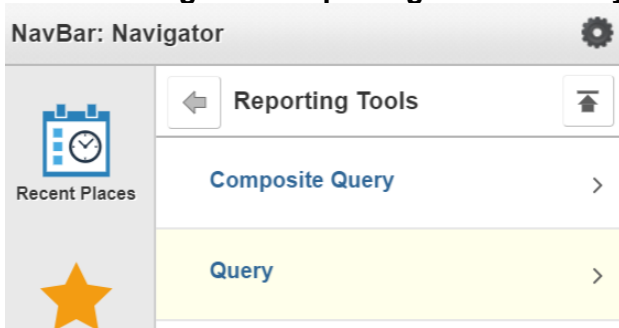 NavBar: Navigator
Reporting Tools
Recent Places
Composite Query
Query